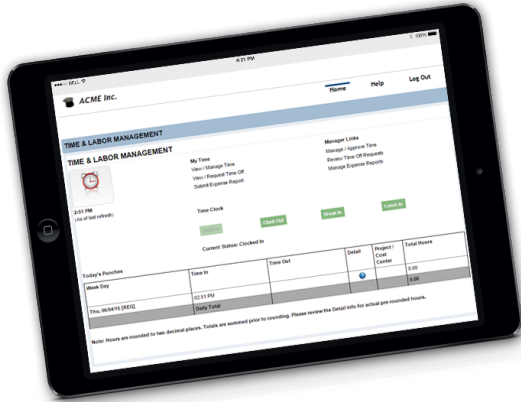 BELL
4:21 PM
100%
ACME Inc.
Home
Help
Log Out
TIME & LABOR MANAGEMENT
TIME & LABOR MANAGEMENT
2:51 PM
(As of last refresh)
My Time
View / Manage Time
View / Request Time Off
Submit Expense Report
Manager Links
Manage / Approve Time
Review Time Off Requests
Manage Expense Reports
Time Clock
Clock In
Clock Out
Break In
Lunch In
Current Status: Clocked In
Today's Punches
Week Day
Time In
Time Out
Detail
Project /
Cost
Center
Total Hours
Thu, 06/04/15 [REG]
02:51 PM
0.00
Daily Total
0.00
Note: Hours are rounded to two decimal places. Totals are summed prior to rounding. Please review the Detail info for actual pre-rounded hours.